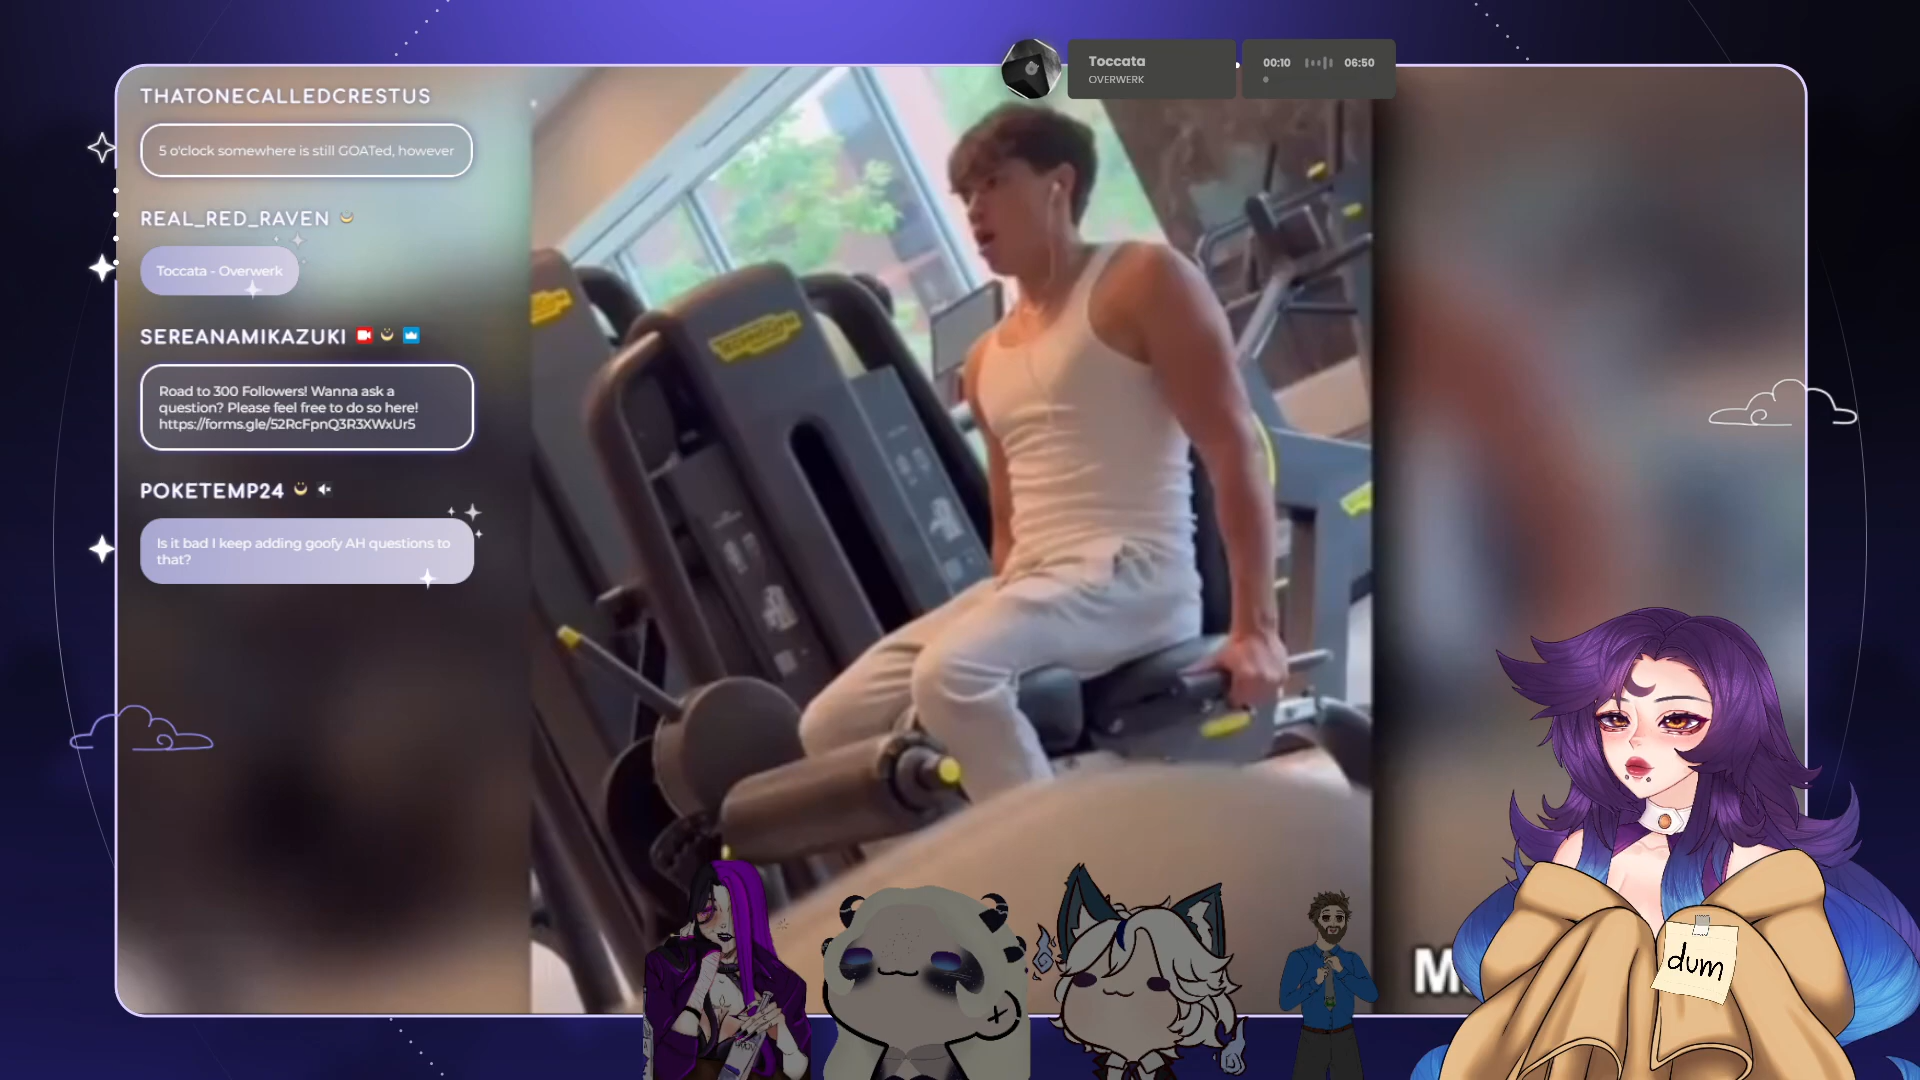 Toccata
OVERWERK
00:10
06:50
THATONECALLEDCRESTUS
5 o'clock somewhere is still GOATed, however
REAL_RED_RAVEN
Toccata - Overwerk
SEREANAMIKAZUKI
Road to 300 Followers! Wanna ask a
question? Please feel free to do so here!
https://forms.gle/52RcFpnQ3R3XWxUr5
POKETEMP24
Is it bad I keep adding goofy AH questions to
that?
TECHNOGYM
dum